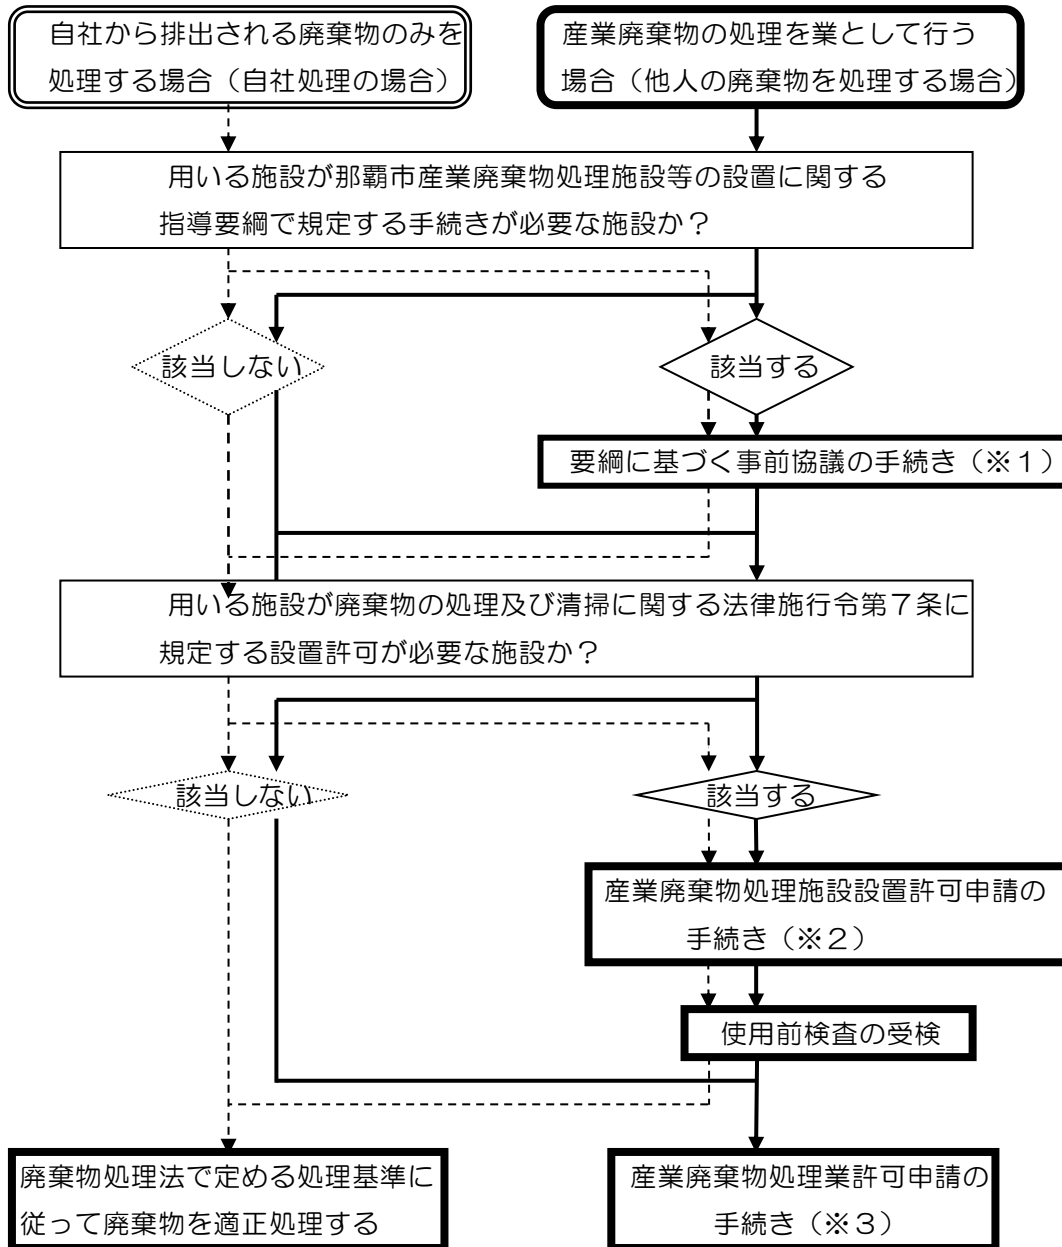 自社から排出される廃棄物のみを
処理する場合（自社処理の場合）
産業廃棄物の処理を業として行う
場合（他人の廃棄物を処理する場合）
用いる施設が那覇市産業廃棄物処理施設等の設置に関する
指導要綱で規定する手続きが必要な施設か？
該当しない
該当する
要綱に基づく事前協議の手続き（※１）
用いる施設が廃棄物の処理及び清掃に関する法律施行令第７条に
規定する設置許可が必要な施設か？
該当しない
該当する
産業廃棄物処理施設設置許可申請の
手続き（※２）
使用前検査の受検
廃棄物処理法で定める処理基準に
従って廃棄物を適正処理する
産業廃棄物処理業許可申請の
手続き（※３）